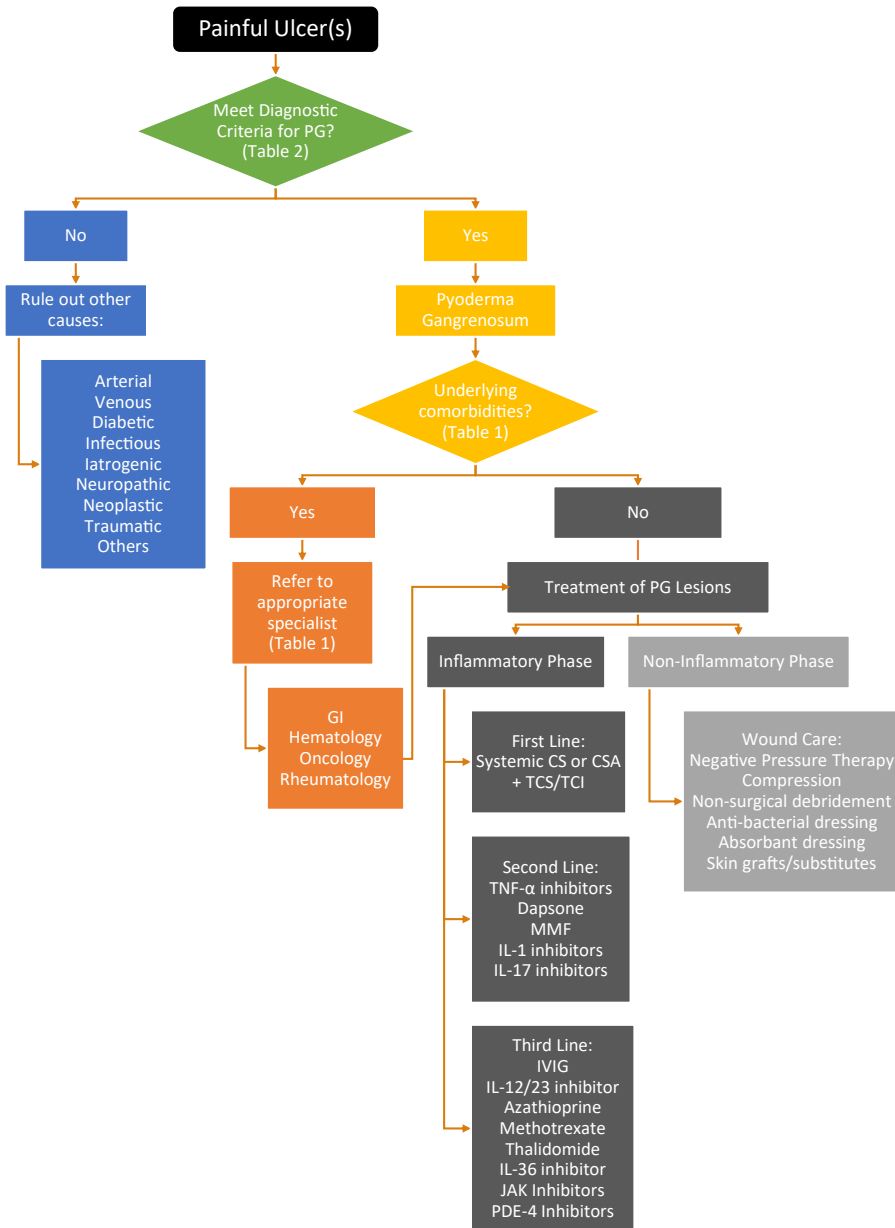 Painful Ulcer(s)
Meet Diagnostic
Criteria for PG?
(Table 2)
No
Yes
Rule out other
causes:
Pyoderma
Gangrenosum
Arterial
Venous
Diabetic
Infectious
Iatrogenic
Neuropathic
Neoplastic
Traumatic
Others
Underlying
comorbidities?
(Table 1)
Yes
No
Refer to
appropriate
specialist
(Table 1)
Treatment of PG Lesions
GI
Hematology
Oncology
Rheumatology
Inflammatory Phase
Non-Inflammatory Phase
First Line:
Systemic CS or CSA
+ TCS/TCI
Wound Care:
Negative Pressure Therapy
Compression
Non-surgical debridement
Anti-bacterial dressing
Absorbant dressing
Skin grafts/substitutes
Second Line:
TNF-α inhibitors
Dapsone
MMF
IL-1 inhibitors
IL-17 inhibitors
Third Line:
IVIG
IL-12/23 inhibitor
Azathioprine
Methotrexate
Thalidomide
IL-36 inhibitor
JAK Inhibitors
PDE-4 Inhibitors